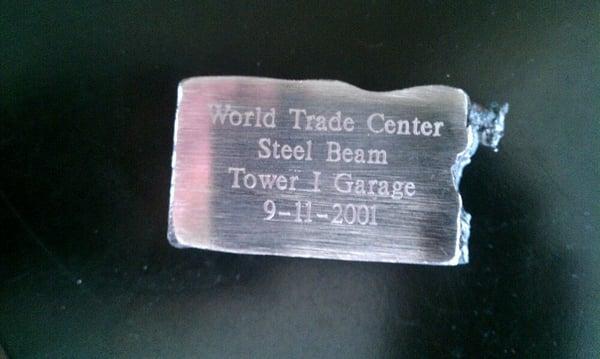 World Trade Center
Steel Beam
Tower I Garage
9-11-2001